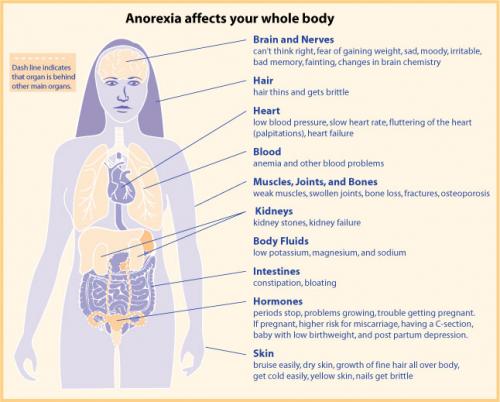 Anorexia affects your whole body
Dash line indicates
that organ is behind
other main organs.
Brain and Nerves
can't think right, fear of gaining weight, sad, moody, irritable,
bad memory, fainting, changes in brain chemistry
Hair
hair thins and gets brittle
Heart
low blood pressure, slow heart rate, fluttering of the heart
(palpitations), heart failure
Blood
anemia and other blood problems
Muscles, Joints, and Bones
weak muscles, swollen joints, bone loss, fractures, osteoporosis
Kidneys
kidney stones, kidney failure
Body Fluids
low potassium, magnesium, and sodium
Intestines
constipation, bloating
Hormones
periods stop, problems growing, trouble getting pregnant.
If pregnant, higher risk for miscarriage, having a C-section,
baby with low birthweight, and post partum depression.
Skin
bruise easily, dry skin, growth of fine hair all over body,
get cold easily, yellow skin, nails get brittle